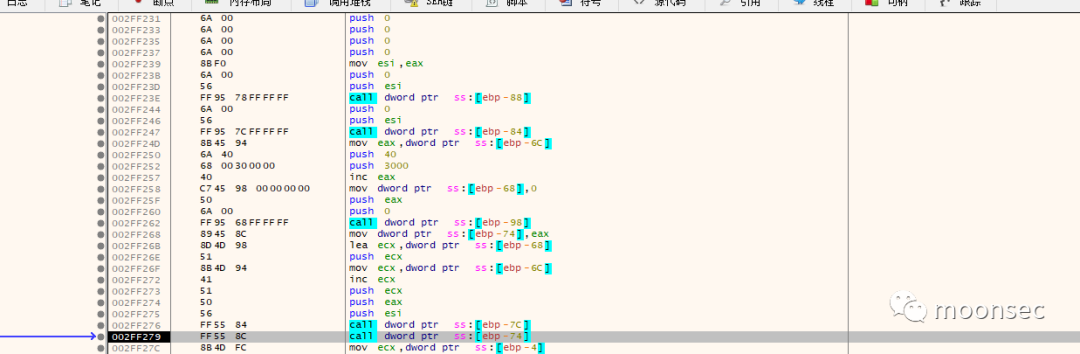 日志 笔记 断点 内存布局 调用堆栈 SEH链 脚本 符号 源代码 引用 线程 句柄 跟踪
002FF231 6A 00 push 0
002FF233 6A 00 push 0
002FF235 6A 00 push 0
002FF237 6A 00 push 0
002FF239 8BF0 mov esi,eax
002FF23B 6A 00 push 0
002FF23D 56 push esi
002FF23E FF95 78FFFFFF call dword ptr ss:[ebp-88]
002FF244 6A 00 push 0
002FF246 56 push esi
002FF247 FF95 7CFFFFFF call dword ptr ss:[ebp-84]
002FF24D 8B45 94 mov eax,dword ptr ss:[ebp-6C]
002FF250 6A 40 push 40
002FF252 68 00300000 push 3000
002FF257 40 inc eax
002FF258 C745 98 00000000 mov dword ptr ss:[ebp-68],0
002FF25F 50 push eax
002FF260 6A 00 push 0
002FF262 FF95 68FFFFFF call dword ptr ss:[ebp-98]
002FF268 8945 8C mov dword ptr ss:[ebp-74],eax
002FF26B 8D4D 98 lea ecx,dword ptr ss:[ebp-68]
002FF26E 51 push ecx
002FF26F 8B4D 94 mov ecx,dword ptr ss:[ebp-6C]
002FF272 41 inc ecx
002FF273 51 push ecx
002FF274 50 push eax
002FF275 56 push esi
002FF276 FF55 84 call dword ptr ss:[ebp-7C]
002FF279 FF55 8C call dword ptr ss:[ebp-74]
002FF27C 8B4D FC mov ecx,dword ptr ss:[ebp-4]
moonsec